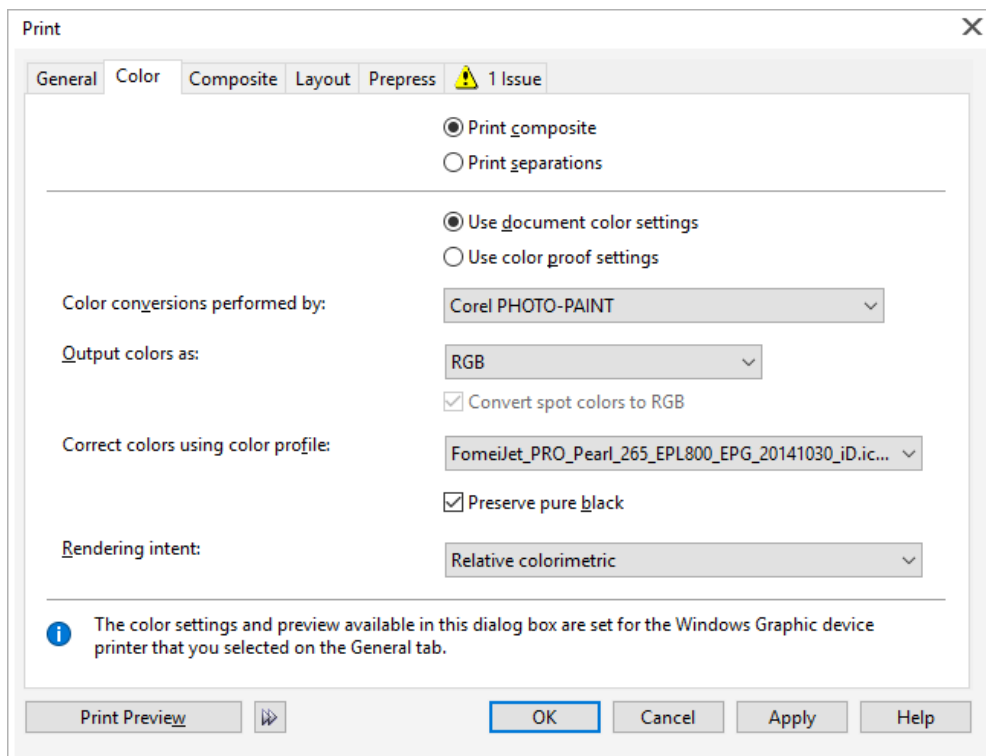 Print
General Color Composite Layout Prepress 1 Issue
Print composite
Print separations
Use document color settings
Use color proof settings
Color conversions performed by: Corel PHOTO-PAINT
Output colors as: RGB
Convert spot colors to RGB
Correct colors using color profile: FomeiJet_PRO_Pearl_265_EPL800_EPG_20141030_iD.ic...
Preserve pure black
Rendering intent: Relative colorimetric
The color settings and preview available in this dialog box are set for the Windows Graphic device
printer that you selected on the General tab.
Print Preview OK Cancel Apply Help